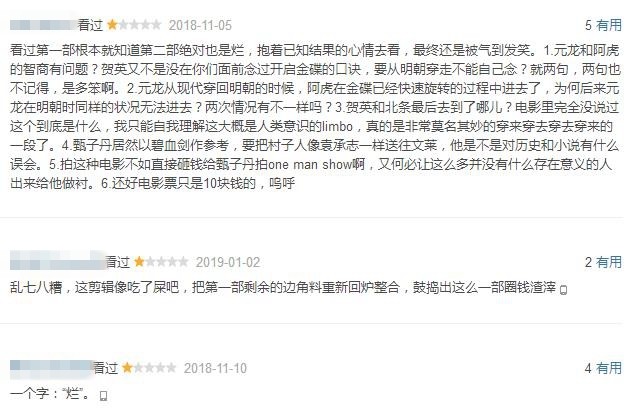 看过 2018-11-05 5 有用
看过第一部根本就知道第二部绝对也是烂，抱着已知结果的心情去看，最终还是被气到发笑。1.元龙和阿虎
的智商有问题？贺英又不是没在你们面前念过开启金碟的口诀，要从明朝穿走不能自己念？就两句，两句也
不记得，是多笨啊。2.元龙从现代穿回明朝的时候，阿虎在金碟已经快速旋转的过程中进去了，为何后来元
龙在明朝时同样的状况无法进去？两次情况有不一样吗？3.贺英和北条最后去到了哪儿？电影里完全没说过
这个到底是什么，我只能自我理解这大概是人类意识的limbo，真的是非常莫名其妙的穿来穿去穿去穿来的
一段了。4.甄子丹居然以碧血剑作参考，要把村子人像袁承志一样送往文莱，他是不是对历史和小说有什么
误会。5.拍这种电影不如直接砸钱给甄子丹拍one man show啊，又何必让这么多并没有什么存在意义的人
出来给他做衬。6.还好电影票只是10块钱的，呜呼
看过 2019-01-02 2 有用
乱七八糟，这剪辑像吃了屎吧，把第一部剩余的边角料重新回炉整合，鼓捣出这么一部圈钱渣滓
看过 2018-11-10 4 有用
一个字：“烂”。